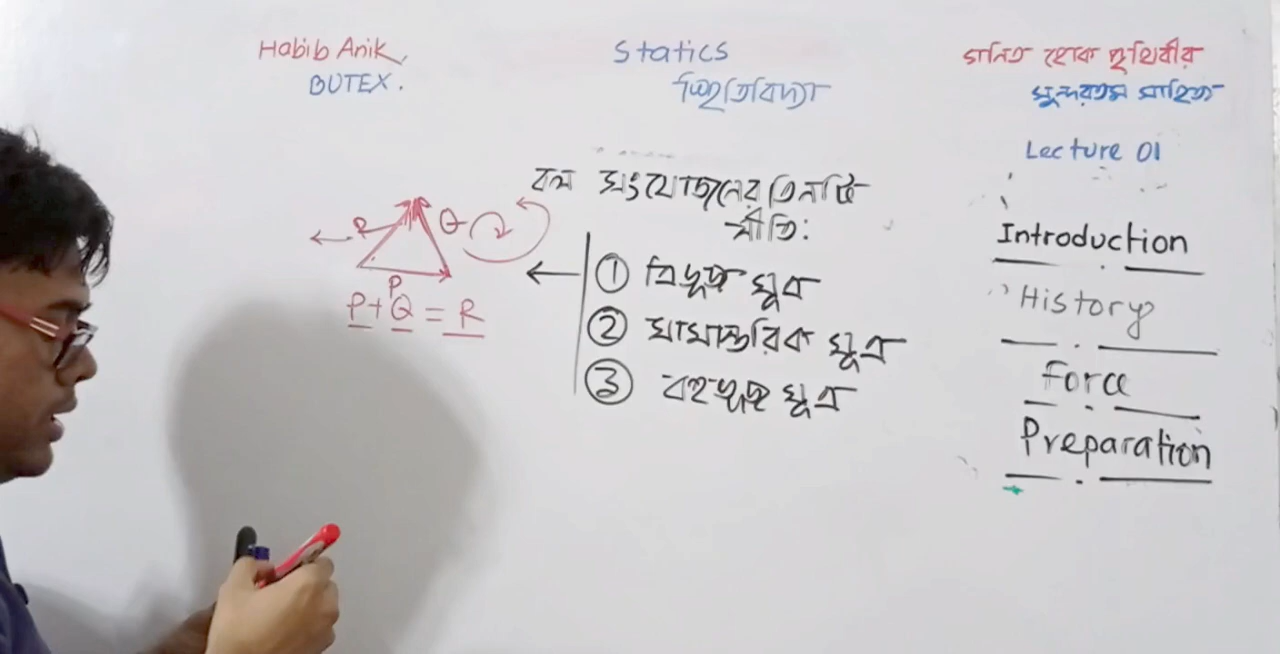 Habib Anik,
BUTEX.
Statics
স্থিতিবিদ্যা
গনিত হোক পৃথিবীর
সুন্দরতম সাহিত্য
Lecture 01
বল সংযোজনের তিনটি
নীতি:
① ত্রিভুজ সূত্র
② সামান্তরিক সূত্র
③ বহুভুজ সূত্র
R
Q
P
P + Q = R
Introduction
History
Force
Preparation